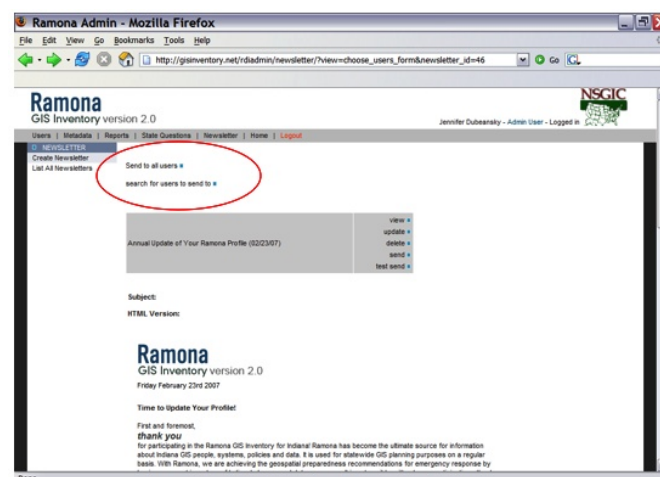 Ramona Admin - Mozilla Firefox
File Edit View Go Bookmarks Tools Help
http://gisinventory.net/rdiadmin/newsletter/?view=choose_users_form&newsletter_id=46 Go
Ramona
GIS Inventory version 2.0
NSGIC
Jennifer Dubeansky - Admin User - Logged in
Users | Metadata | Reports | State Questions | Newsletter | Home | Logout
NEWSLETTER
Create Newsletter
List All Newsletters
Send to all users
search for users to send to
Annual Update of Your Ramona Profile (02/23/07)
view
update
delete
send
test send
Subject:
HTML Version:
Ramona
GIS Inventory version 2.0
Friday February 23rd 2007
Time to Update Your Profile!
First and foremost,
thank you
for participating in the Ramona GIS Inventory for Indiana! Ramona has become the ultimate source for information
about Indiana GIS people, systems, policies and data. It is used for statewide GIS planning purposes on a regular
basis. With Ramona, we are achieving the geospatial preparedness recommendations for emergency response by